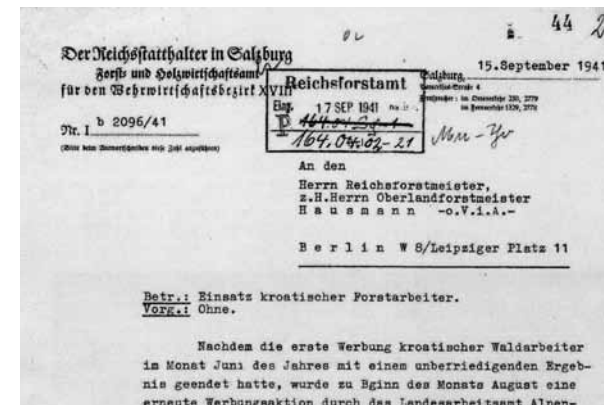 44
Der Reichsstatthalter in Salzburg
Forst- und Holzwirtschaftsamt
für den Wehrwirtschaftsbezirk XVIII
Nr. I b 2096/41
(Bitte beim Antwortschreiben diese Zahl anzuführen)
Reichsforstamt
Eing. 17 SEP. 1941
P
164.04.02-21
Salzburg, 15.September 1941
An den
Herrn Reichsforstmeister,
z.H.Herrn Oberlandforstmeister
H a u s m a n n -o.V.i.A.-
B e r l i n W 8/Leipziger Platz 11
Betr.: Einsatz kroatischer Forstarbeiter.
Vorg.: Ohne.
Nachdem die erste Werbung kroatischer Waldarbeiter
im Monat Juni des Jahres mit einem unberriedigenden Ergeb-
nis geendet hatte, wurde zu Bginn des Monats August eine
erneute Werbungsaktion durch das Landesarbeitsamt Alpen-